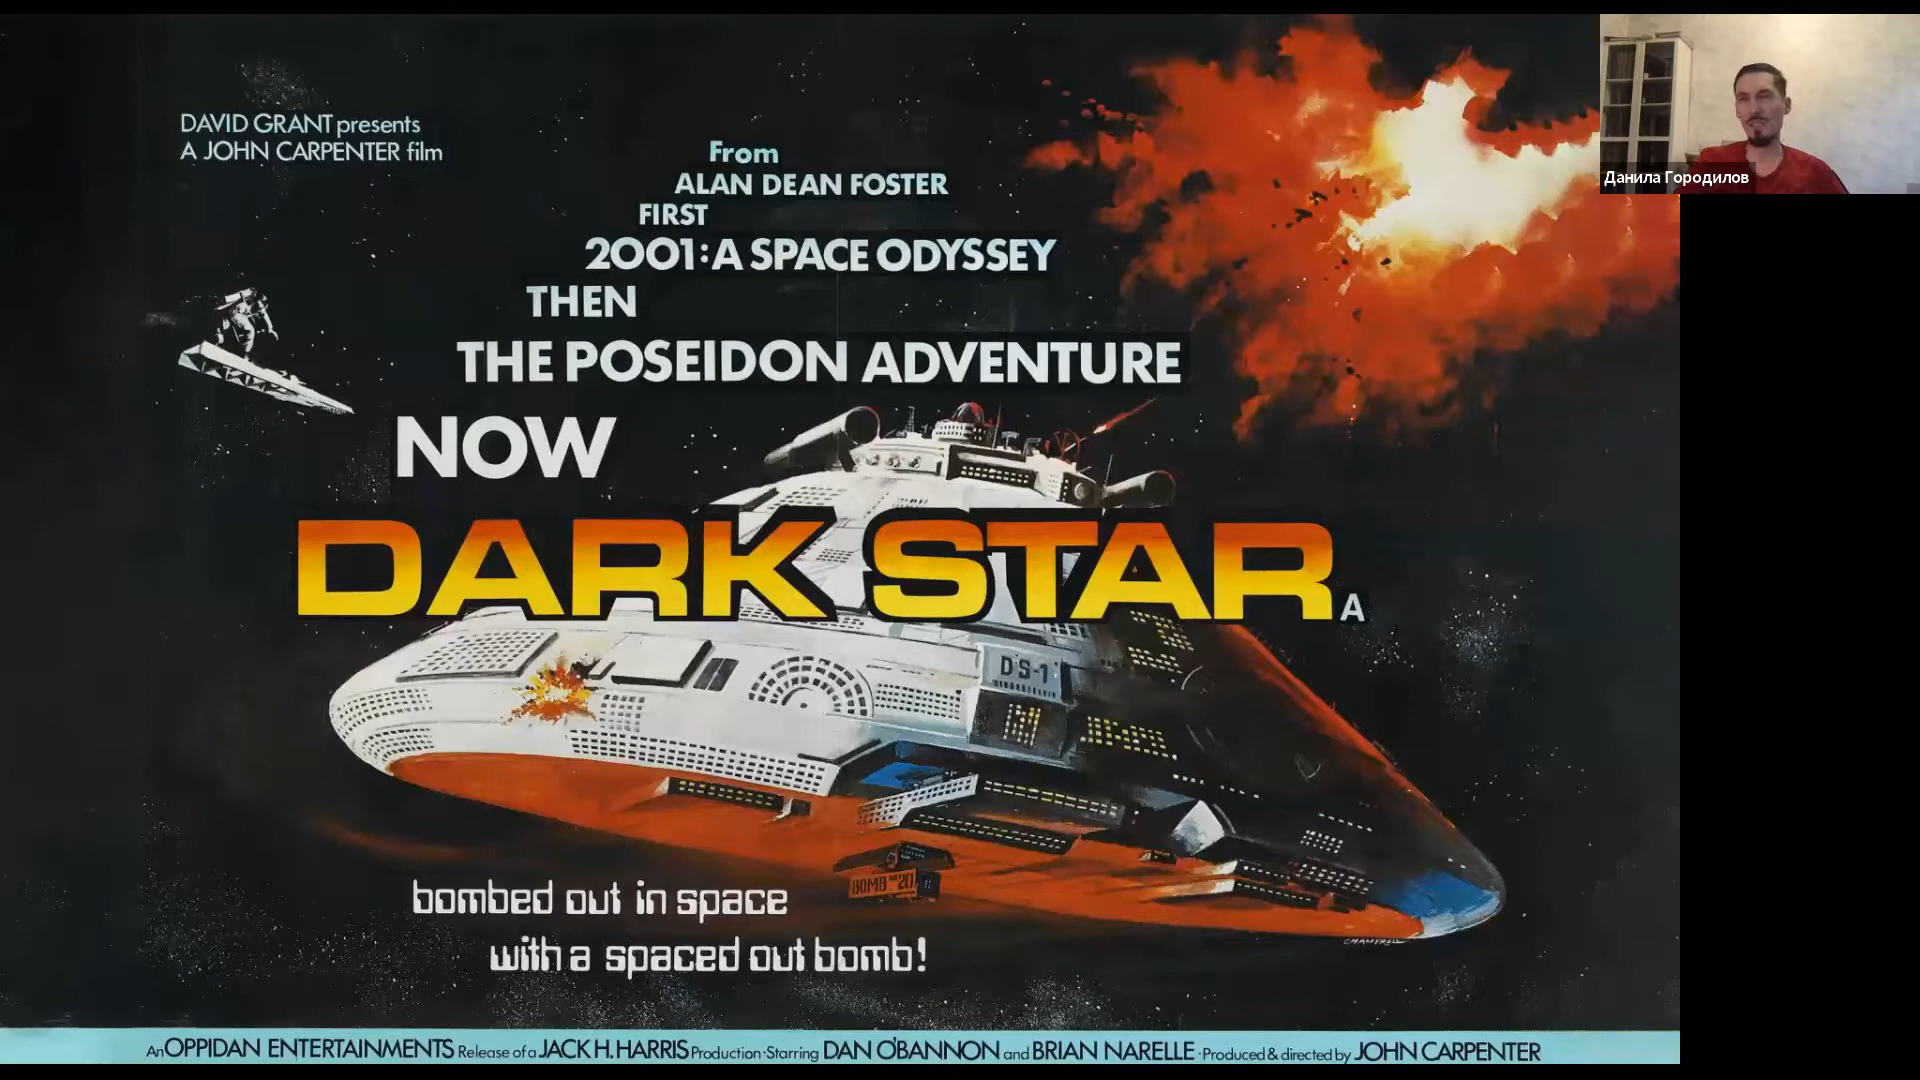 DAVID GRANT presents
A JOHN CARPENTER film
From
ALAN DEAN FOSTER
FIRST
2001: A SPACE ODYSSEY
THEN
THE POSEIDON ADVENTURE
NOW
DARK STAR A
DS-1
BOMB Nº 20
bombed out in space
with a spaced out bomb!
CHANTRELL
An OPPIDAN ENTERTAINMENTS Release of a JACK H. HARRIS Production · Starring DAN O'BANNON and BRIAN NARELLE · Produced & directed by JOHN CARPENTER
Данила Городилов